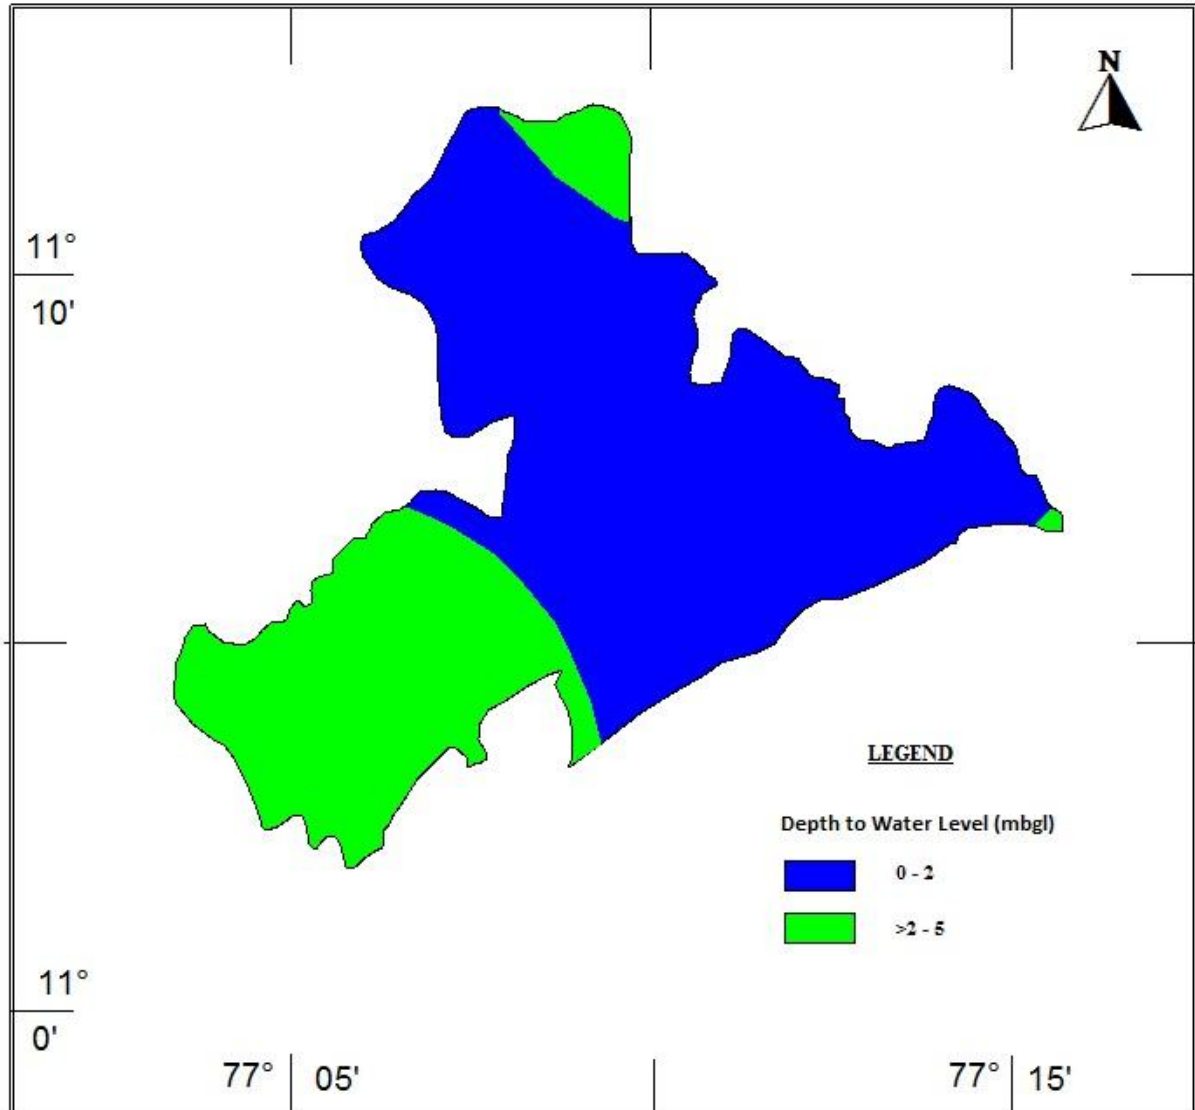 N
11°
10'
LEGEND
Depth to Water Level (mbgl)
0 - 2
>2 - 5
11°
0'
77° 05'
77° 15'